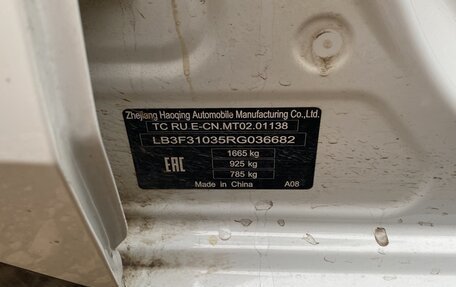 Zhejiang Haoqing Automobile Manufacturing Co.,Ltd.
TC RU.E-CN.MT02.01138
LB3F31035RG036682
EAC
1665 kg
925 kg
785 kg
Made in China A08